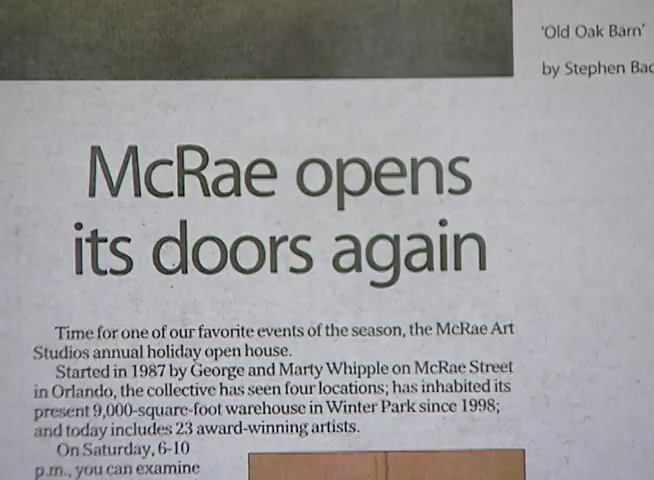 'Old Oak Barn'
by Stephen
McRae opens
its doors again
Time for one of our favorite events of the season, the McRae Art
Studios annual holiday open house.
Started in 1987 by George and Marty Whipple on McRae Street
in Orlando, the collective has seen four locations; has inhabited its
present 9,000-square-foot warehouse in Winter Park since 1998;
and today includes 23 award-winning artists.
On Saturday, 6-10
p.m., you can examine